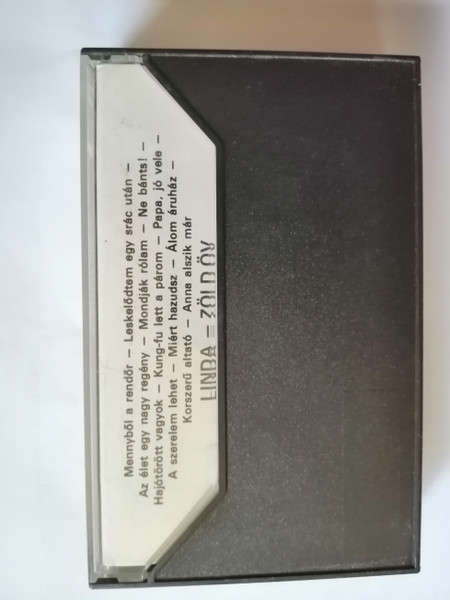 Mennyből a rendőr — Leskelődtem egy srác után —
Az élet egy nagy regény — Mondják rólam — Ne bánts! —
Hajótörött vagyok — Kung-fu lett a párom — Papa, jó vele —
A szerelem lehet — Miért hazudsz — Álom áruház —
Korszerű altató — Anna alszik már
LINDA = ZÖLD ÖV